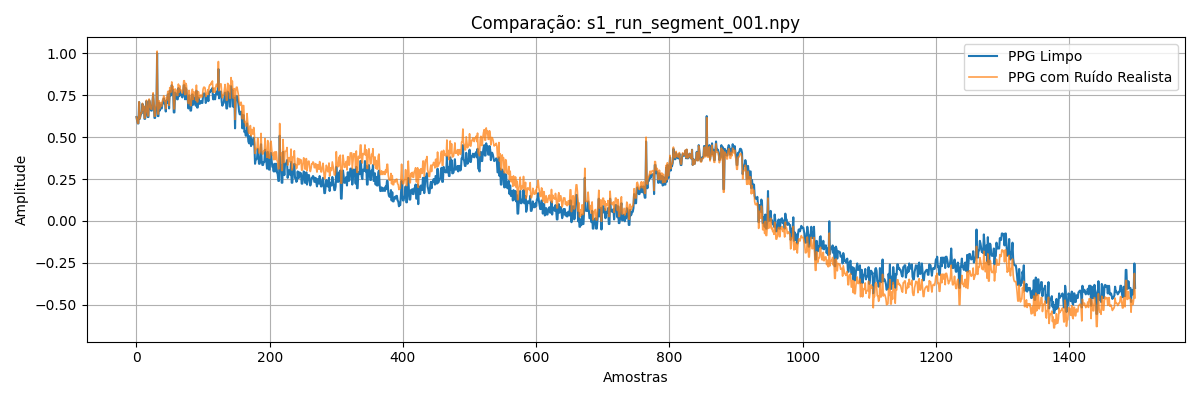 Comparação: s1_run_segment_001.npy
PPG Limpo
PPG com Ruído Realista
Amplitude
1.00
0.75
0.50
0.25
0.00
−0.25
−0.50
0 200 400 600 800 1000 1200 1400
Amostras